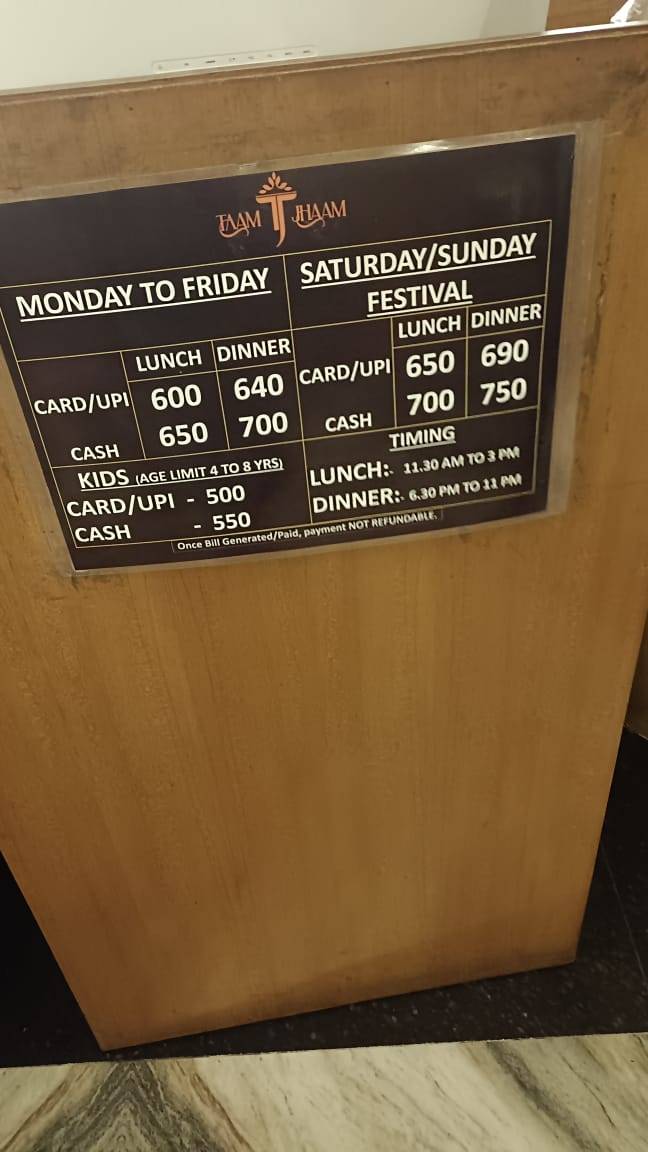 TAAM JHAAM
MONDAY TO FRIDAY
LUNCH DINNER
CARD/UPI 600 640
CASH 650 700
KIDS (AGE LIMIT 4 TO 8 YRS)
CARD/UPI - 500
CASH - 550
SATURDAY/SUNDAY
FESTIVAL
LUNCH DINNER
CARD/UPI 650 690
CASH 700 750
TIMING
LUNCH:- 11.30 AM TO 3 PM
DINNER:- 6.30 PM TO 11 PM
Once Bill Generated/Paid, payment NOT REFUNDABLE.